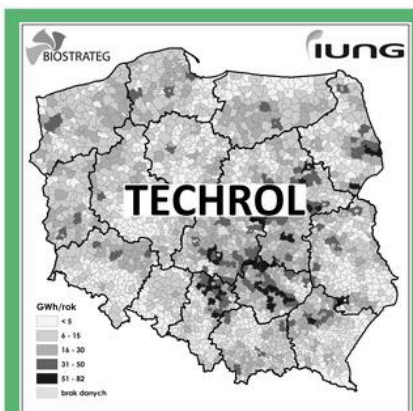 BIOSTRATEG
IUNG
TECHROL
GWh/rok
< 5
6 - 15
16 - 30
31 - 50
51 - 82
brak danych